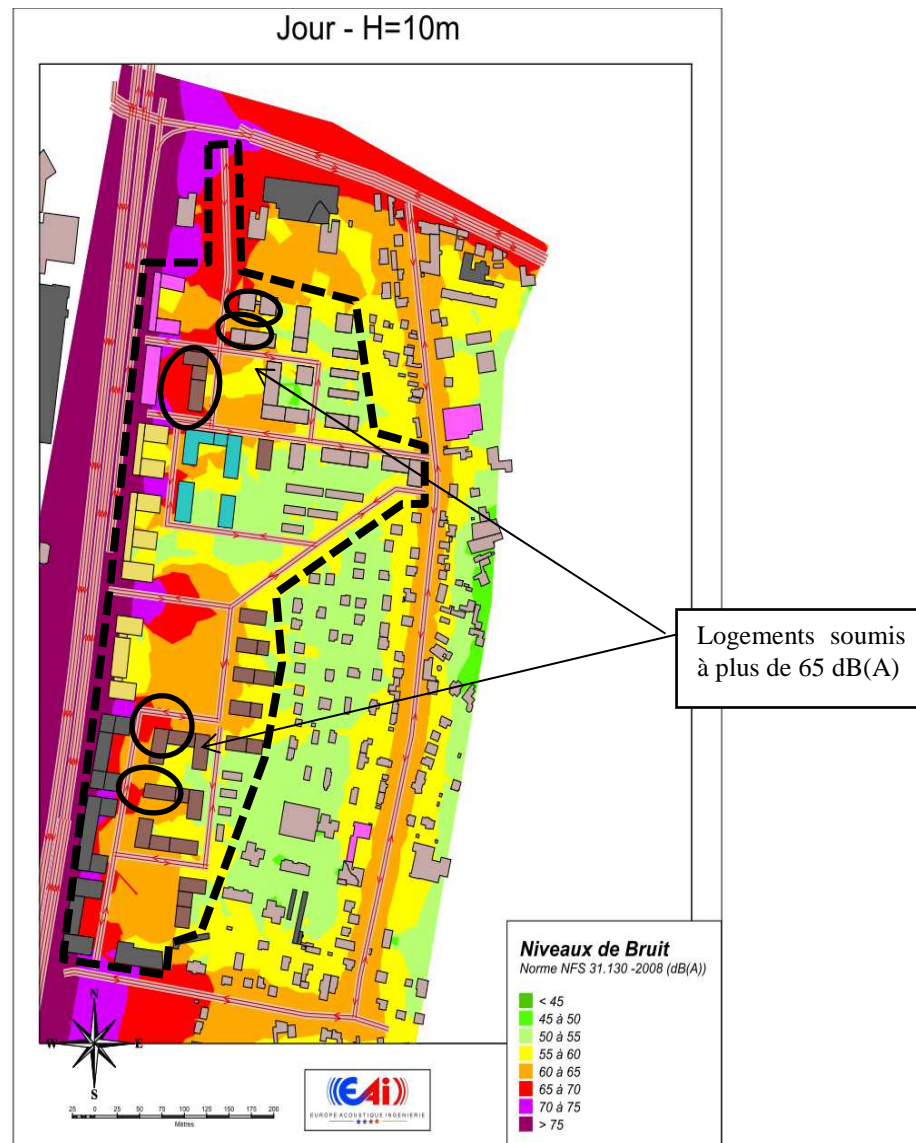 Jour - H=10m
Logements soumis
à plus de 65 dB(A)
Niveaux de Bruit
Norme NFS 31.130 -2008 (dB(A))
< 45
45 à 50
50 à 55
55 à 60
60 à 65
65 à 70
70 à 75
> 75
N
W E
S
25 0 25 50 75 100 125 150 175 200
Mètres
EAi
EUROPE ACOUSTIQUE INGENIERIE